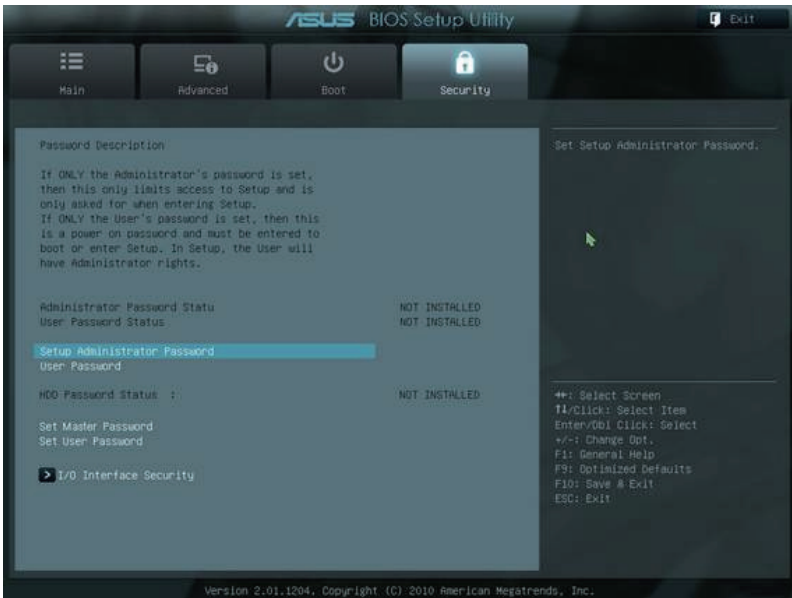 ASUS BIOS Setup Utility
Exit
Main
Advanced
Boot
Security
Password Description
If ONLY the Administrator's password is set,
then this only limits access to Setup and is
only asked for when entering Setup.
If ONLY the User's password is set, then this
is a power on password and must be entered to
boot or enter Setup. In Setup, the User will
have Administrator rights.
Administrator Password Statu NOT INSTALLED
User Password Status NOT INSTALLED
Setup Administrator Password
User Password
HDD Password Status : NOT INSTALLED
Set Master Password
Set User Password
> I/O Interface Security
Set Setup Administrator Password.
→←: Select Screen
↑↓/Click: Select Item
Enter/Dbl Click: Select
+/-: Change Opt.
F1: General Help
F9: Optimized Defaults
F10: Save & Exit
ESC: Exit
Version 2.01.1204. Copyright (C) 2010 American Megatrends, Inc.